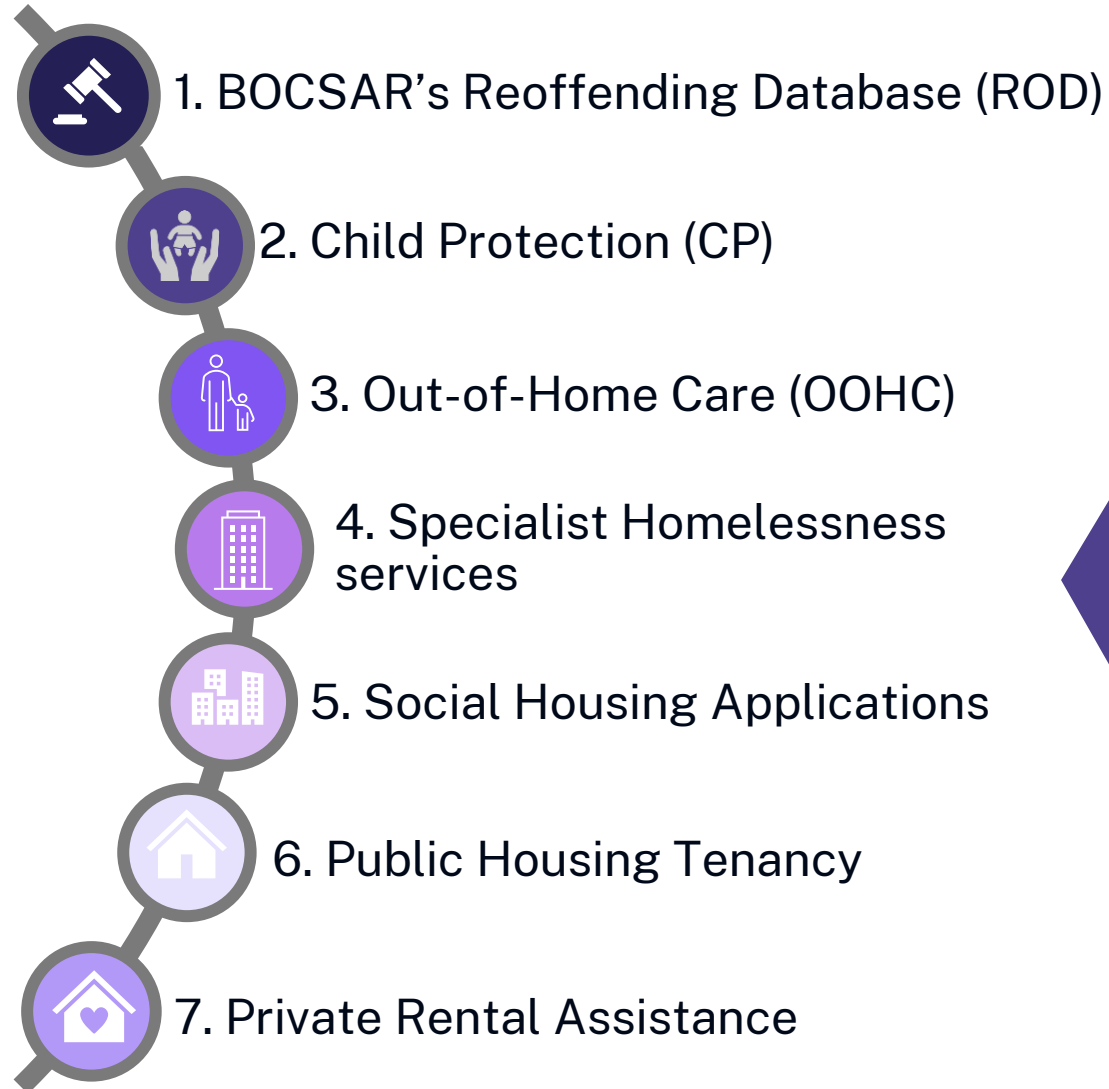 1. BOCSAR’s Reoffending Database (ROD)
2. Child Protection (CP)
3. Out-of-Home Care (OOHC)
4. Specialist Homelessness
services
5. Social Housing Applications
6. Public Housing Tenancy
7. Private Rental Assistance